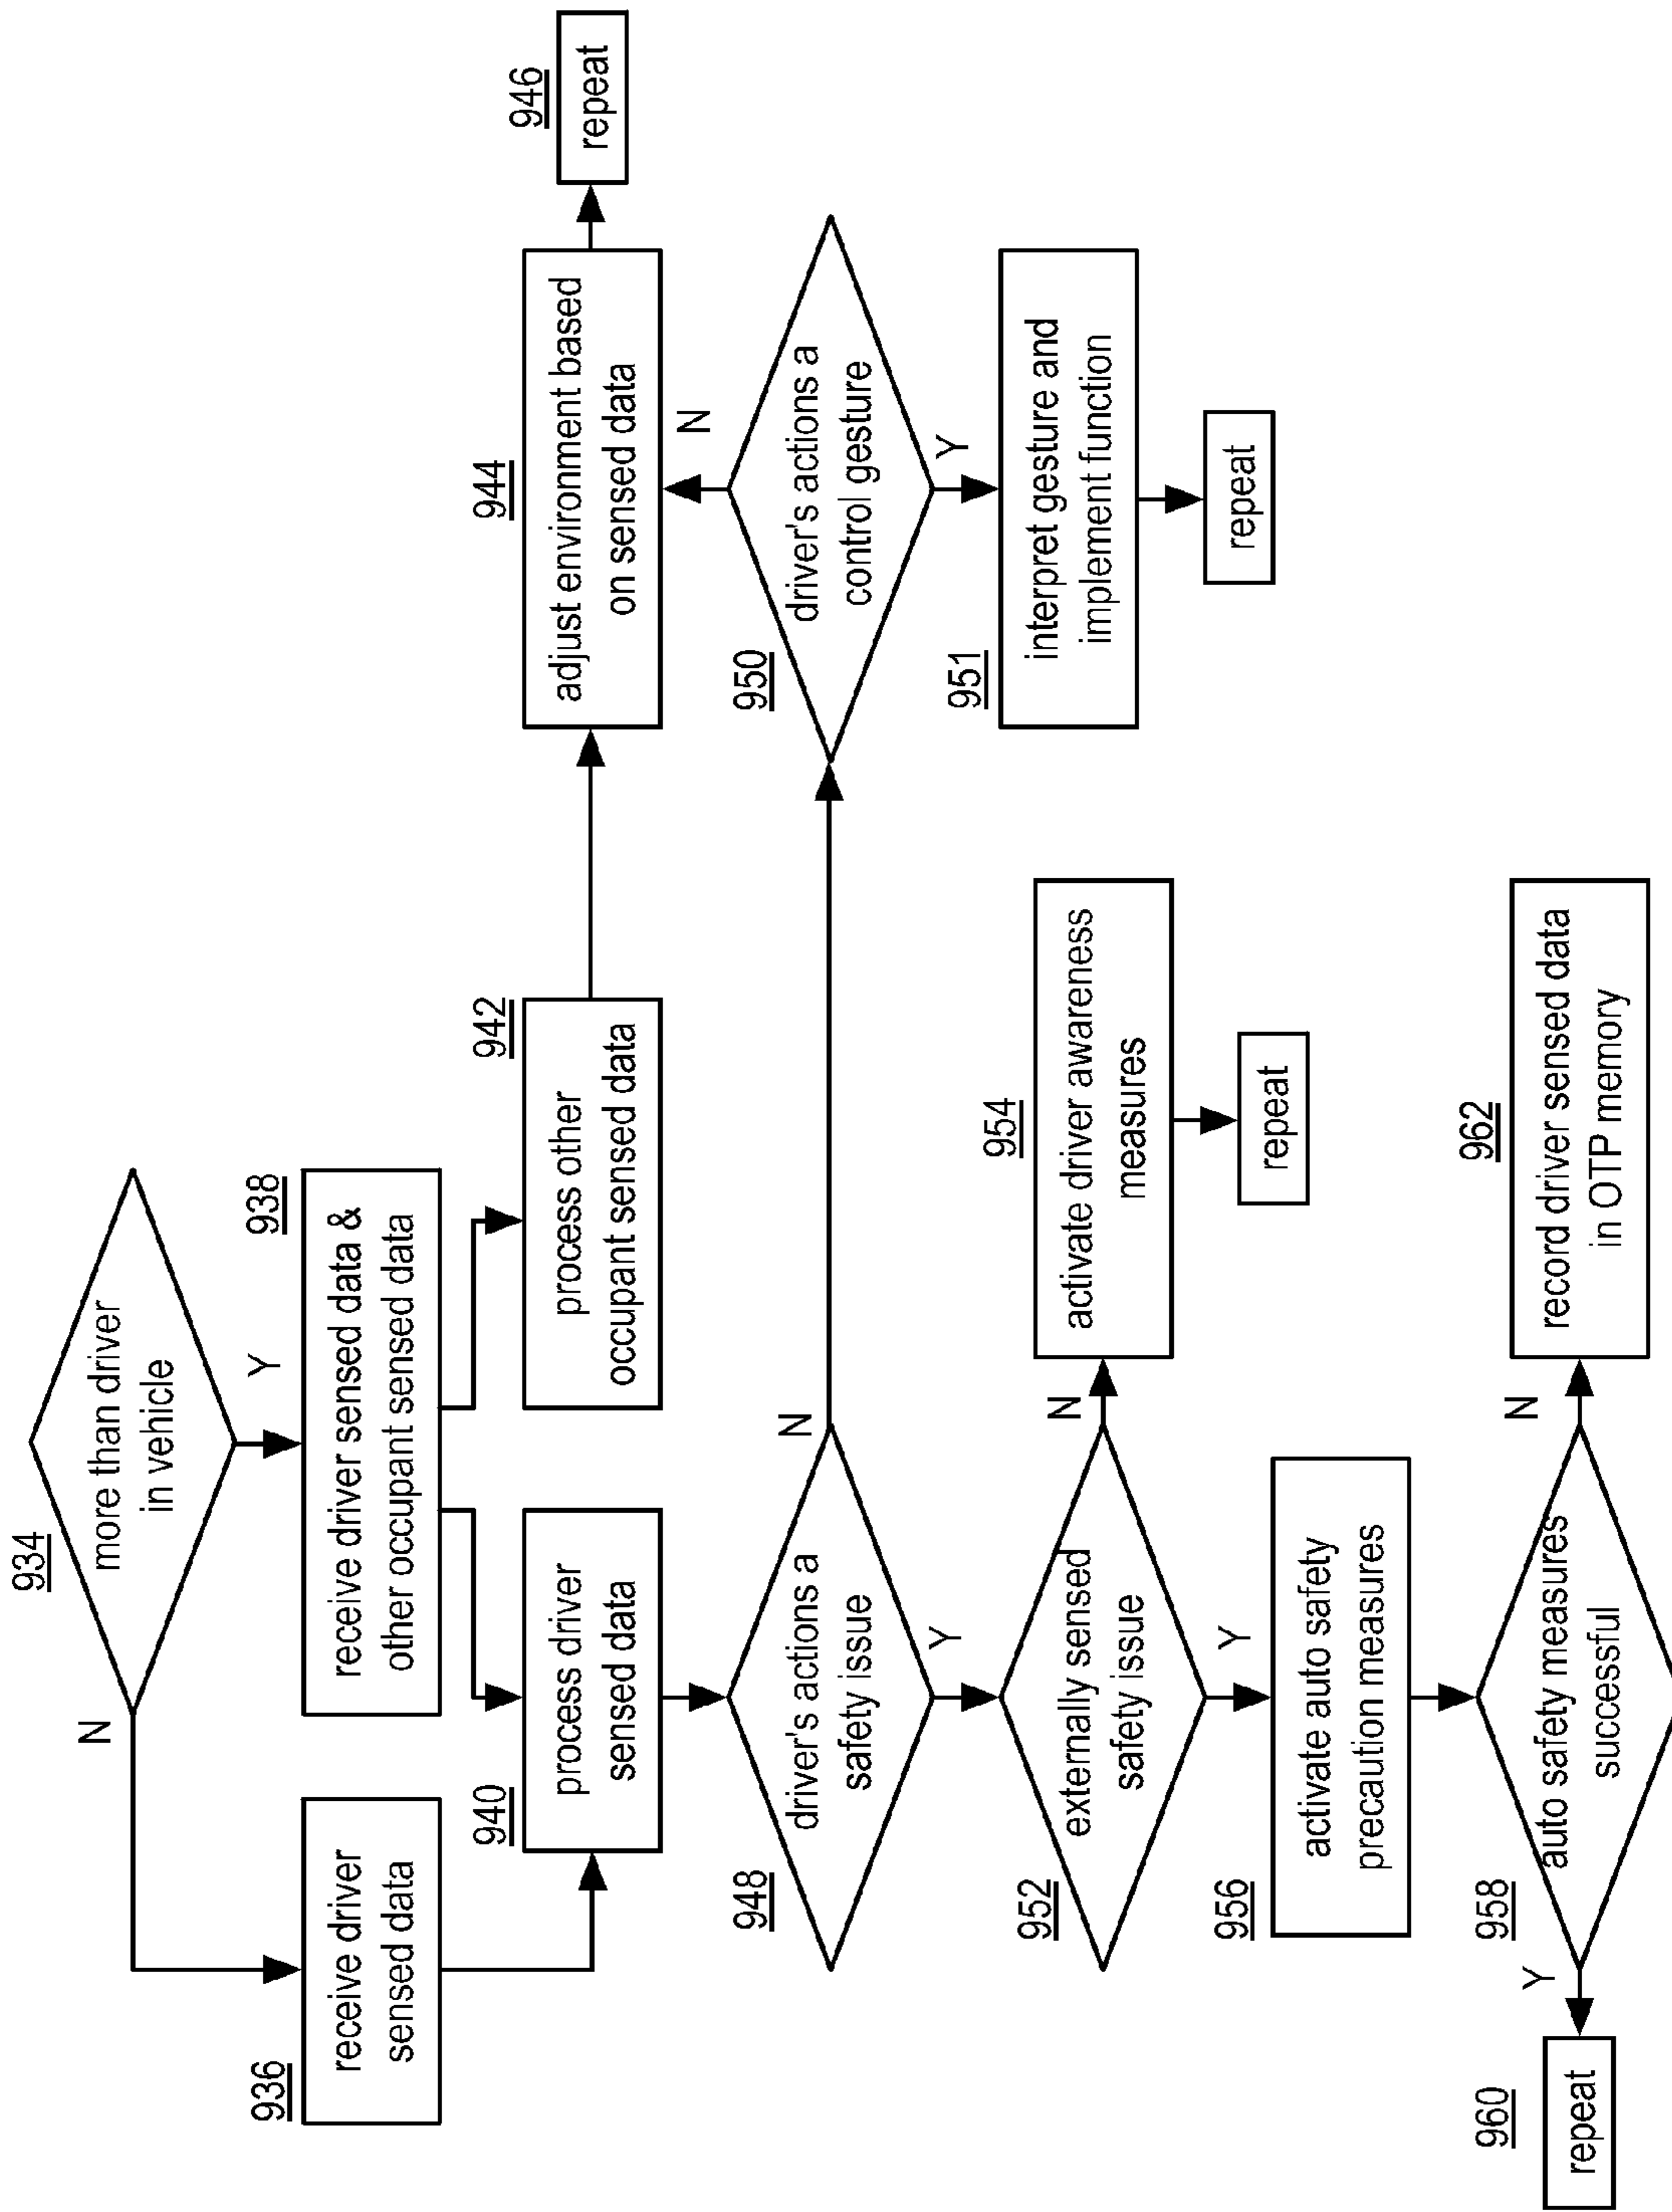 934
more than driver
in vehicle
N
Y
936
receive driver
sensed data
938
receive driver sensed data &
other occupant sensed data
940
process driver
sensed data
942
process other
occupant sensed data
944
adjust environment based
on sensed data
946
repeat
948
driver's actions a
safety issue
N
Y
950
driver's actions a
control gesture
N
Y
951
interpret gesture and
implement function
repeat
952
externally sensed
safety issue
N
Y
954
activate driver awareness
measures
repeat
956
activate auto safety
precaution measures
958
auto safety measures
successful
Y
N
960
repeat
962
record driver sensed data
in OTP memory